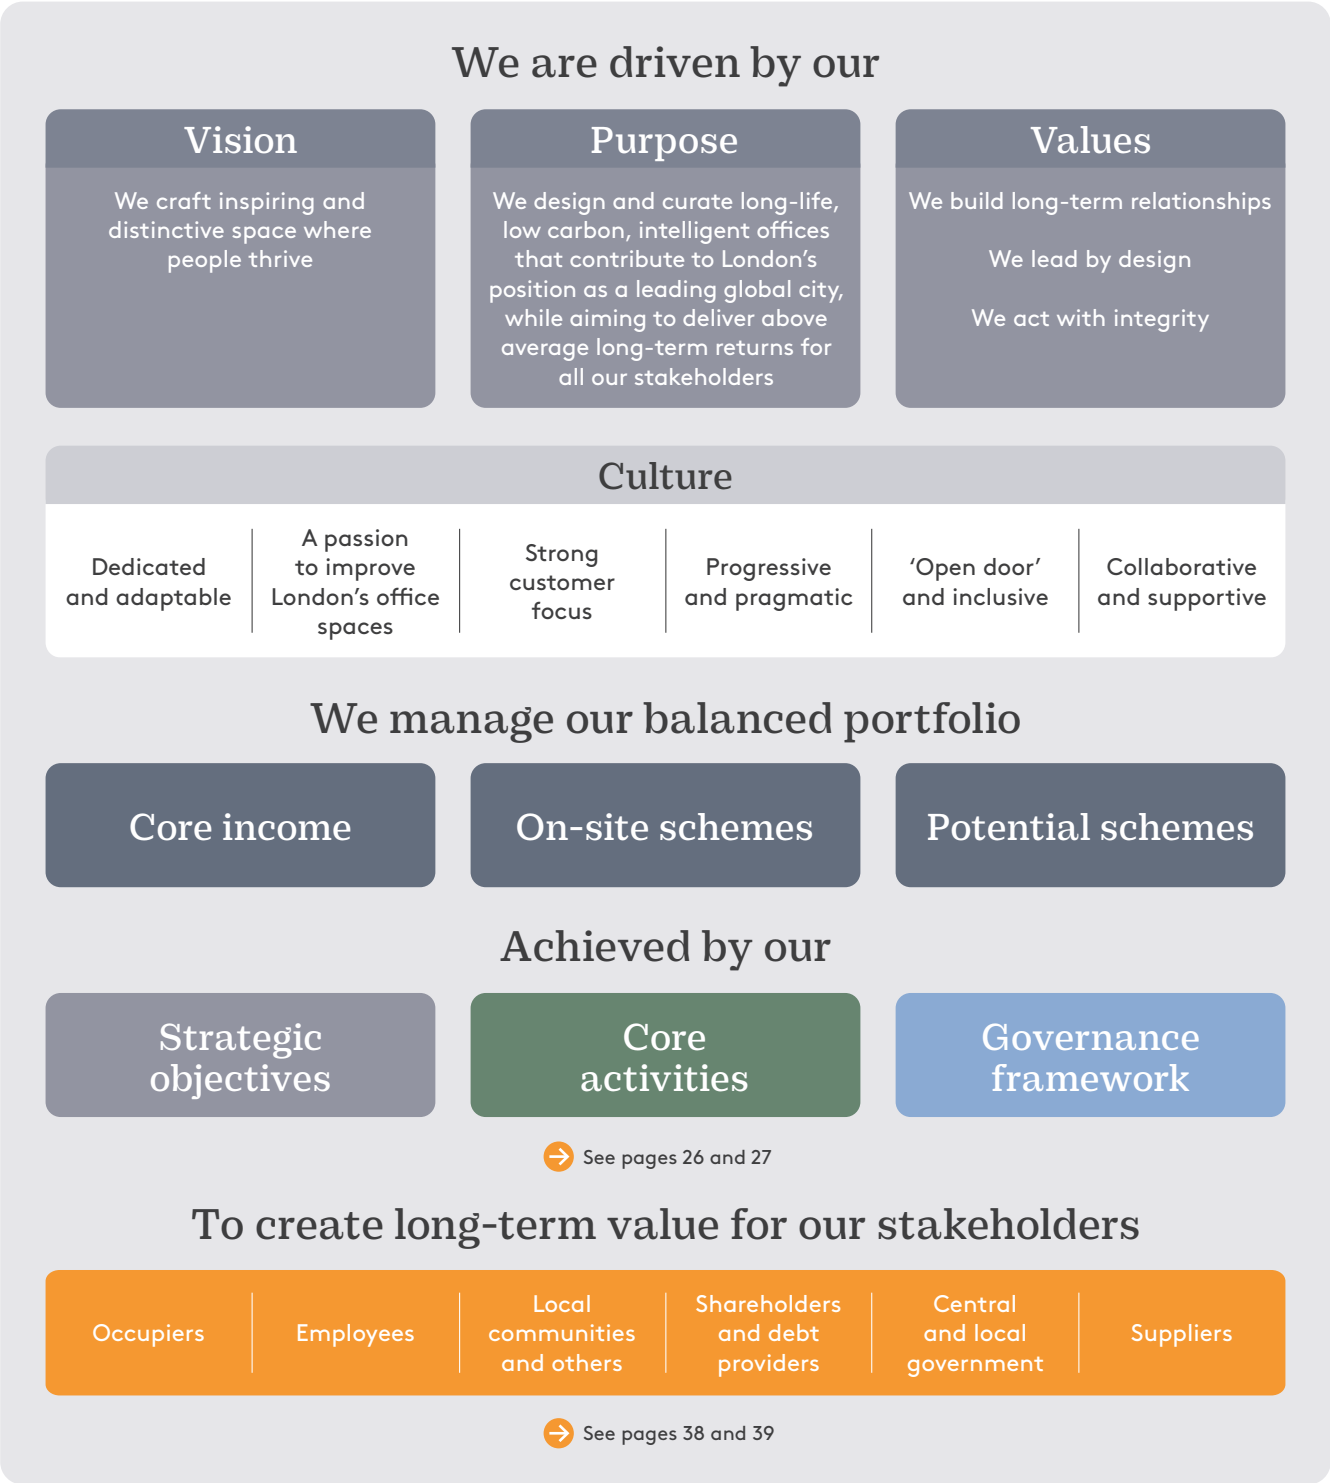 We are driven by our
Vision
We craft inspiring and
distinctive space where
people thrive
Purpose
We design and curate long-life,
low carbon, intelligent offices
that contribute to London’s
position as a leading global city,
while aiming to deliver above
average long-term returns for
all our stakeholders
Values
We build long-term relationships
We lead by design
We act with integrity
Culture
Dedicated
and adaptable
A passion
to improve
London’s office
spaces
Strong
customer
focus
Progressive
and pragmatic
‘Open door’
and inclusive
Collaborative
and supportive
We manage our balanced portfolio
Core income
On-site schemes
Potential schemes
Achieved by our
Strategic
objectives
Core
activities
Governance
framework
See pages 26 and 27
To create long-term value for our stakeholders
Occupiers
Employees
Local
communities
and others
Shareholders
and debt
providers
Central
and local
government
Suppliers
See pages 38 and 39